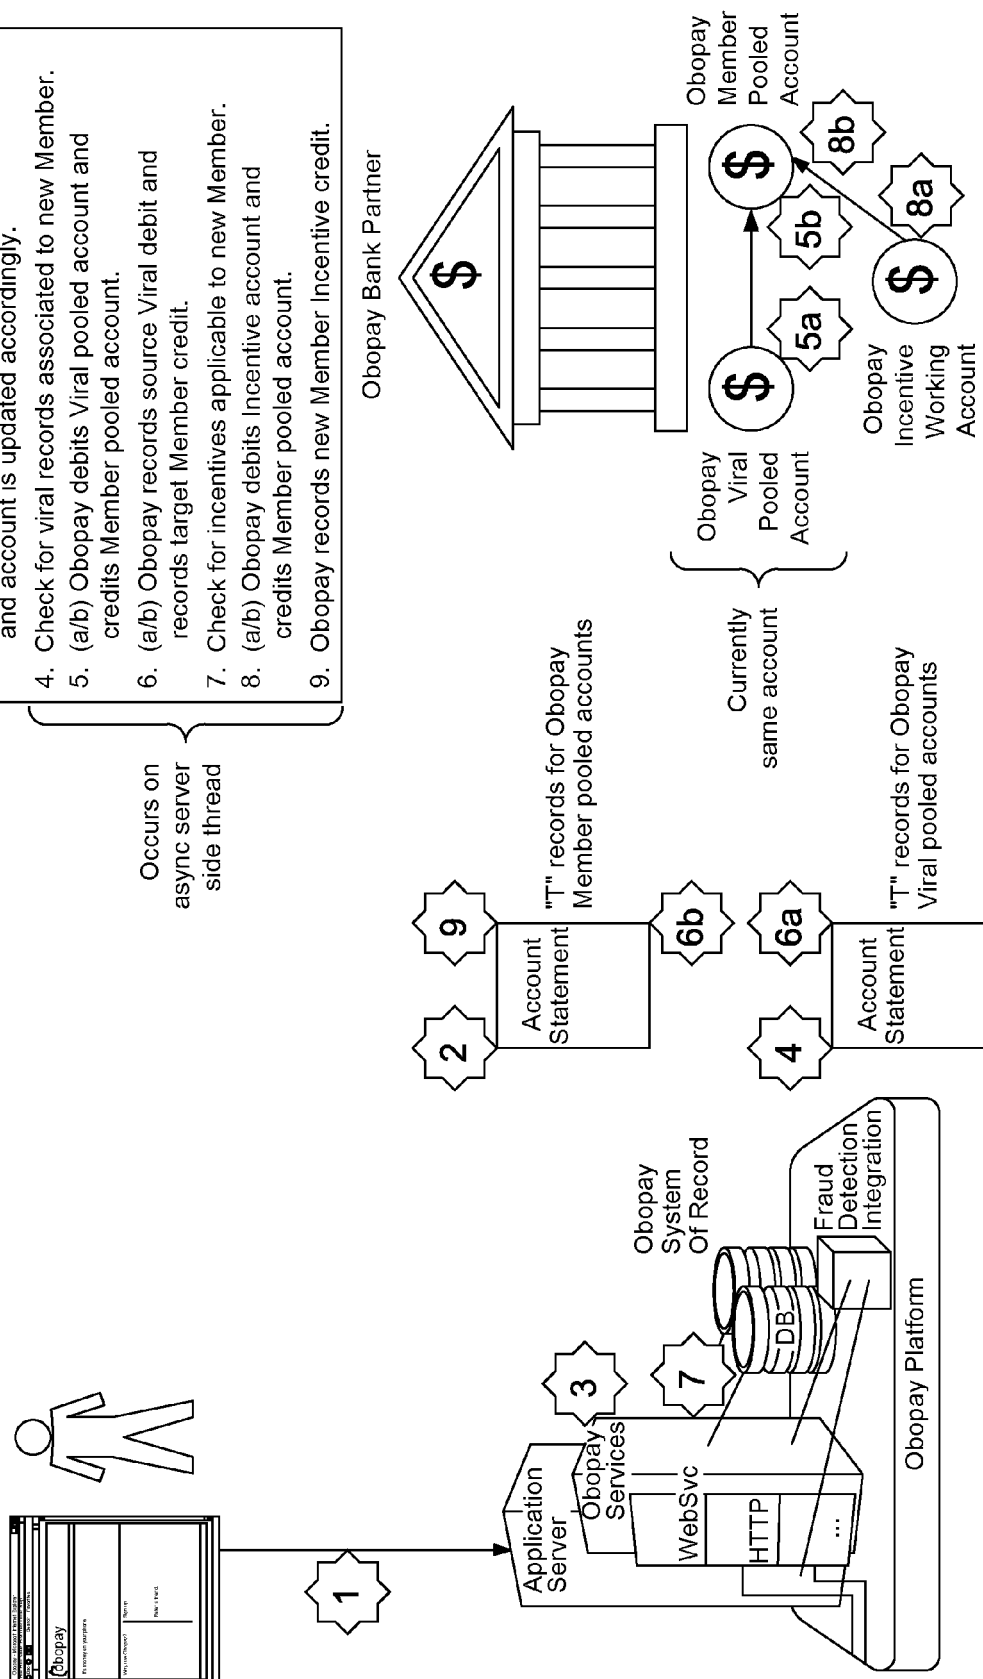 and account is updated accordingly.
4. Check for viral records associated to new Member.
5. (a/b) Obopay debits Viral pooled account and
credits Member pooled account.
6. (a/b) Obopay records source Viral debit and
records target Member credit.
7. Check for incentives applicable to new Member.
8. (a/b) Obopay debits Incentive account and
credits Member pooled account.
9. Obopay records new Member Incentive credit.
Occurs on
async server
side thread
Obopay Bank Partner
$
Obopay
Member
Pooled
Account
$
8b
5b
8a
5a
$
$
Obopay
Viral
Pooled
Account
Obopay
Incentive
Working
Account
Currently
same account
"T" records for Obopay
Member pooled accounts
9
2
Account
Statement
6b
"T" records for Obopay
Viral pooled accounts
6a
4
Account
Statement
obopay
1
Application
Server
Obopay
Services
WebSvc
HTTP
...
3
7
Obopay
System
Of Record
DB
Fraud
Detection
Integration
Obopay Platform